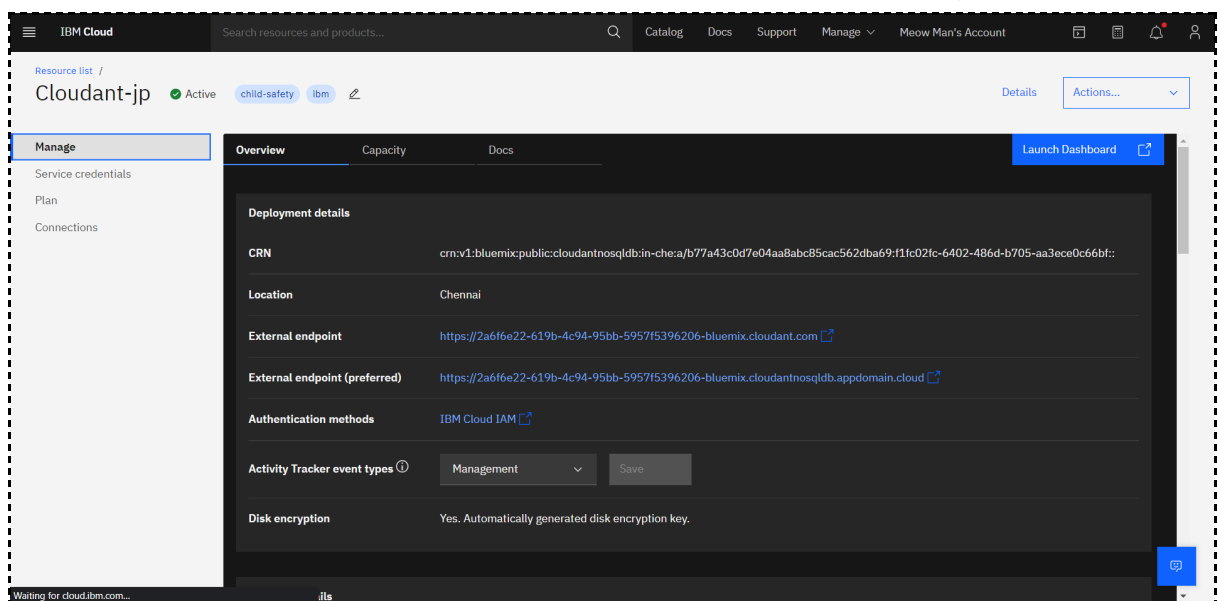 IBM Cloud Search resources and products... Catalog Docs Support Manage Meow Man's Account
Resource list /
Cloudant-jp Active child-safety ibm Details Actions...
Manage
Service credentials
Plan
Connections
Overview Capacity Docs Launch Dashboard
Deployment details
CRN crn:v1:bluemix:public:cloudantnosqldb:in-che:a/b77a43c0d7e04aa8abc85cac562dba69:f1fc02fc-6402-486d-b705-aa3ece0c66bf::
Location Chennai
External endpoint https://2a6f6e22-619b-4c94-95bb-5957f5396206-bluemix.cloudant.com
External endpoint (preferred) https://2a6f6e22-619b-4c94-95bb-5957f5396206-bluemix.cloudantnosqldb.appdomain.cloud
Authentication methods IBM Cloud IAM
Activity Tracker event types Management Save
Disk encryption Yes. Automatically generated disk encryption key.
Waiting for cloud.ibm.com... ils